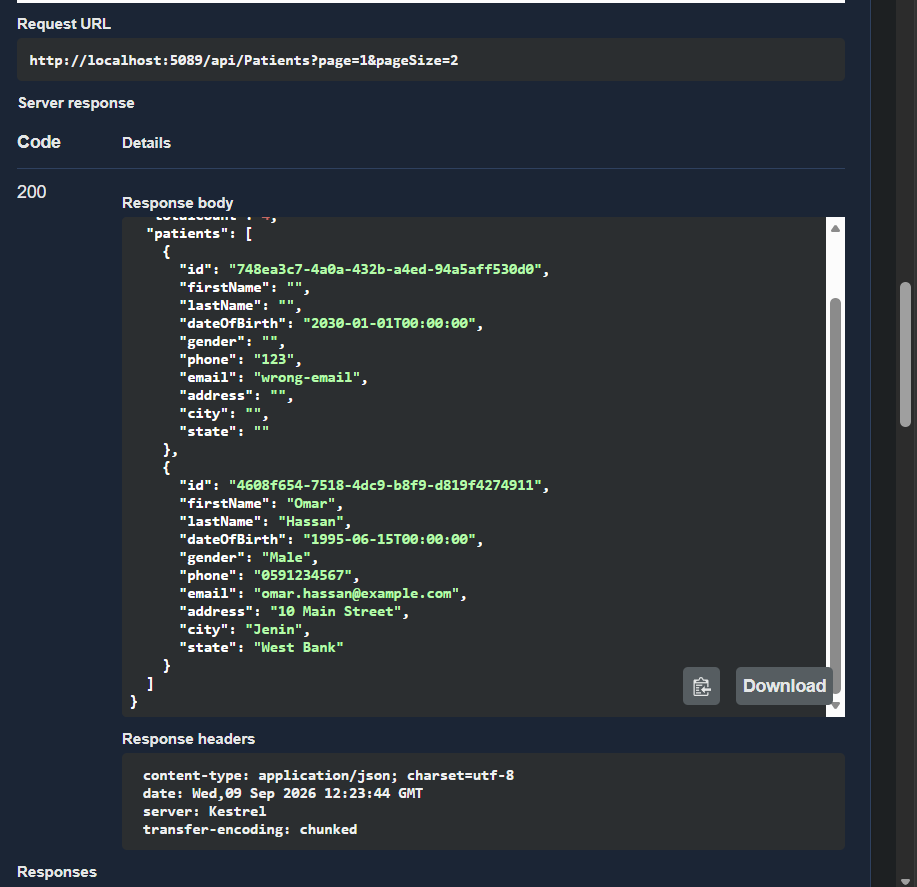 Request URL
http://localhost:5089/api/Patients?page=1&pageSize=2
Server response
Code
Details
200
Response body
"totalCount": 4,
"patients": [
{
"id": "748ea3c7-4a0a-432b-a4ed-94a5aff530d0",
"firstName": "",
"lastName": "",
"dateOfBirth": "2030-01-01T00:00:00",
"gender": "",
"phone": "123",
"email": "wrong-email",
"address": "",
"city": "",
"state": ""
},
{
"id": "4608f654-7518-4dc9-b8f9-d819f4274911",
"firstName": "Omar",
"lastName": "Hassan",
"dateOfBirth": "1995-06-15T00:00:00",
"gender": "Male",
"phone": "0591234567",
"email": "omar.hassan@example.com",
"address": "10 Main Street",
"city": "Jenin",
"state": "West Bank"
}
]
}
Download
Response headers
content-type: application/json; charset=utf-8
date: Wed,09 Sep 2026 12:23:44 GMT
server: Kestrel
transfer-encoding: chunked
Responses